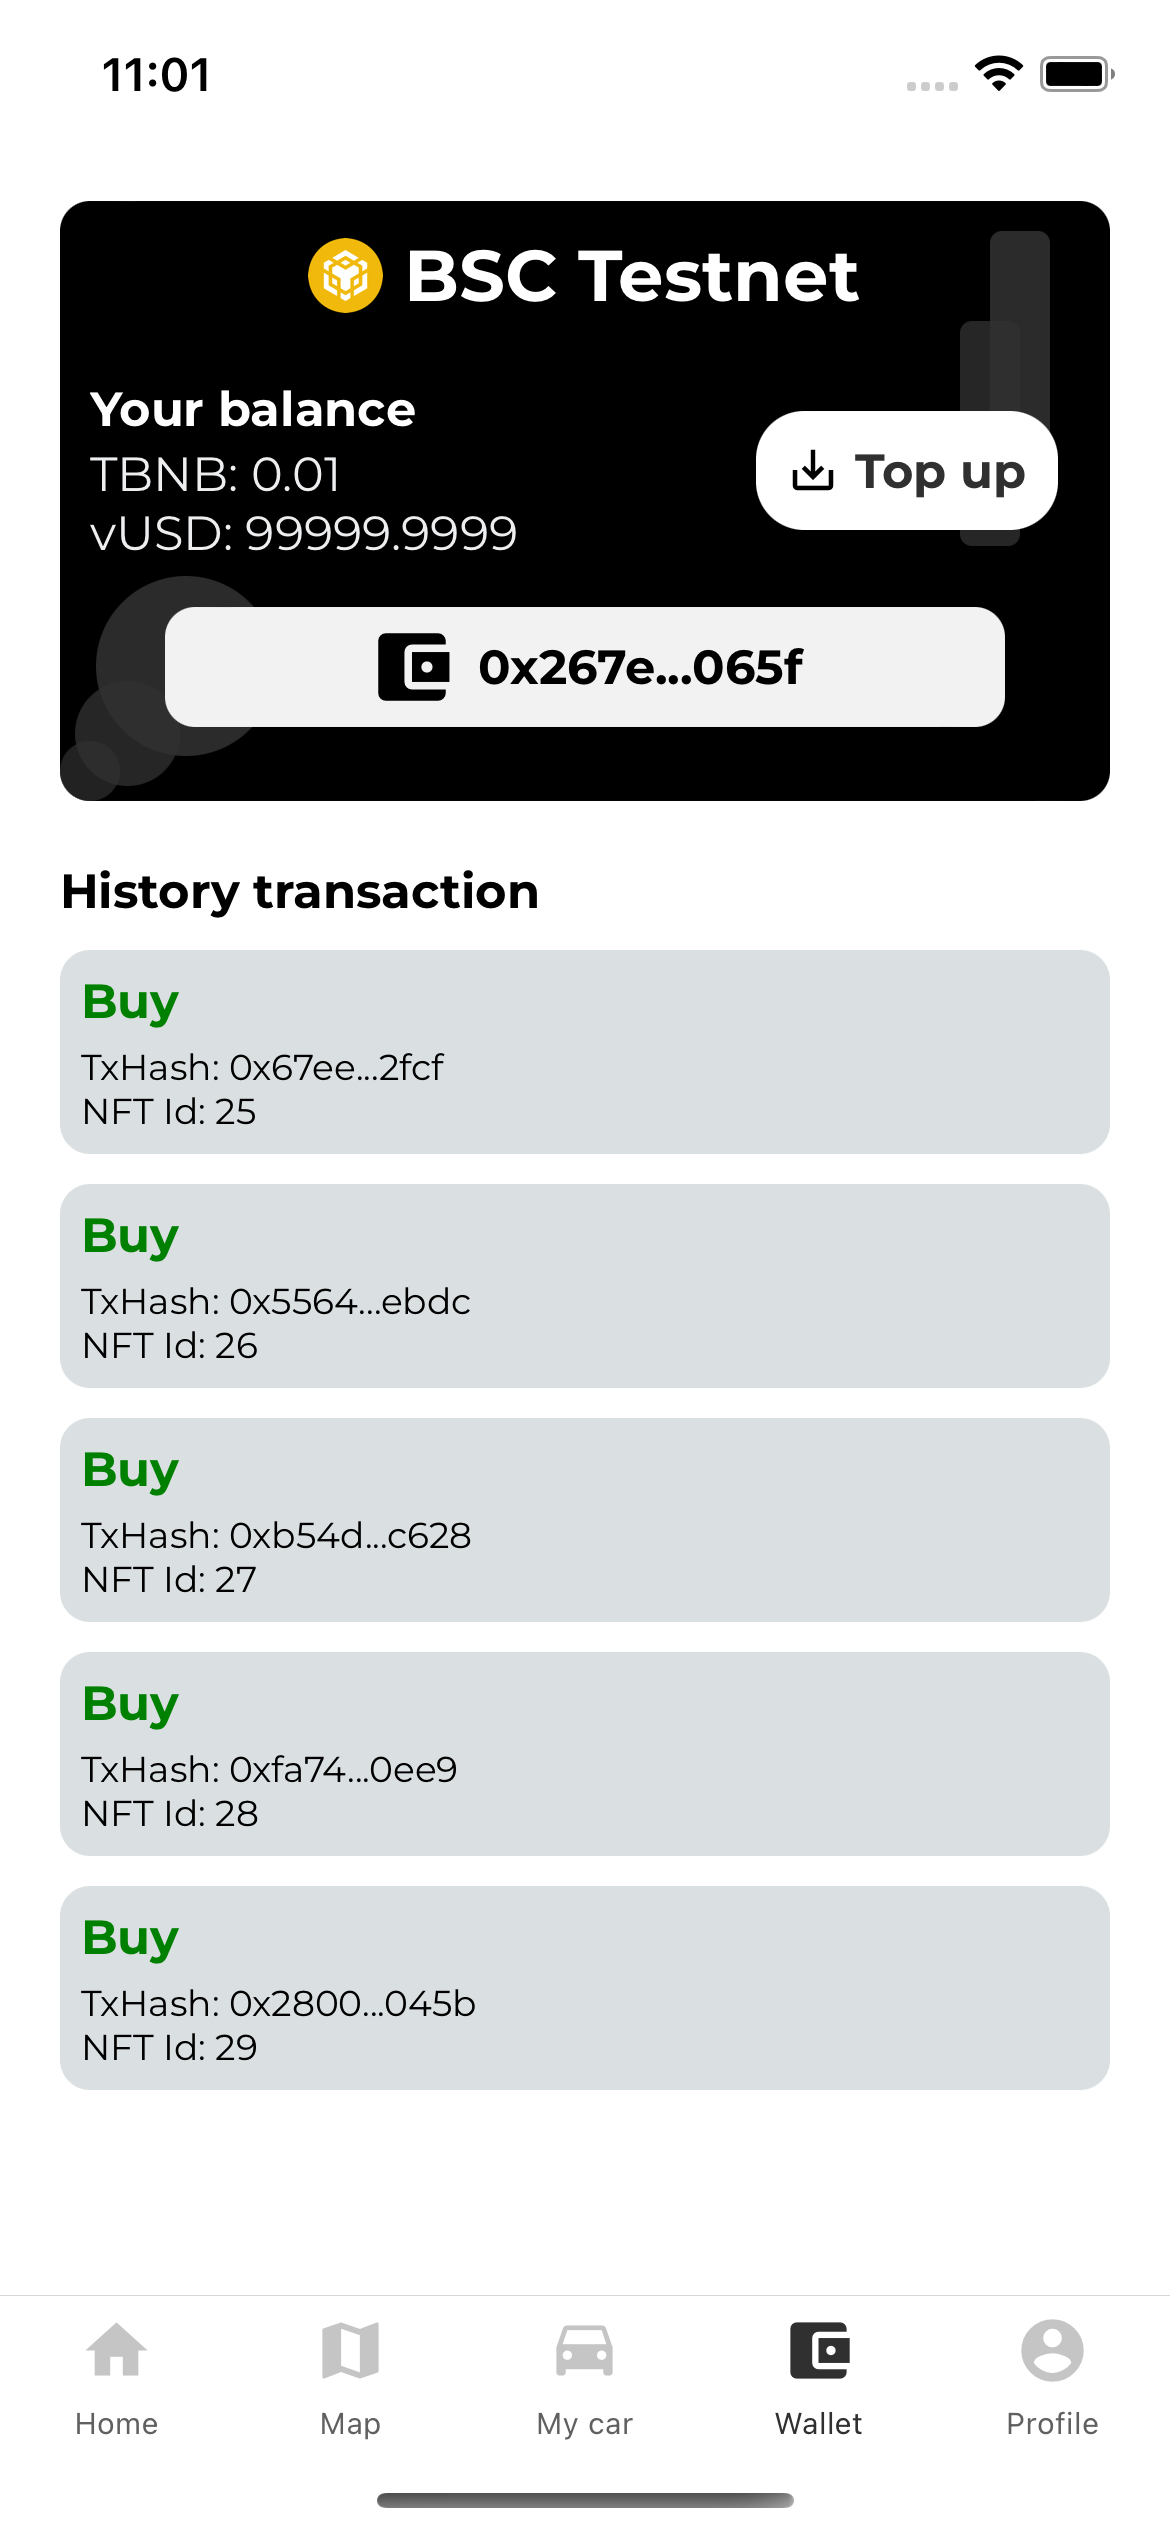 11:01
BSC Testnet
Your balance
TBNB: 0.01
vUSD: 99999.9999
Top up
0x267e...065f
History transaction
Buy
TxHash: 0x67ee...2fcf
NFT Id: 25
Buy
TxHash: 0x5564...ebdc
NFT Id: 26
Buy
TxHash: 0xb54d...c628
NFT Id: 27
Buy
TxHash: 0xfa74...0ee9
NFT Id: 28
Buy
TxHash: 0x2800...045b
NFT Id: 29
Home Map My car Wallet Profile